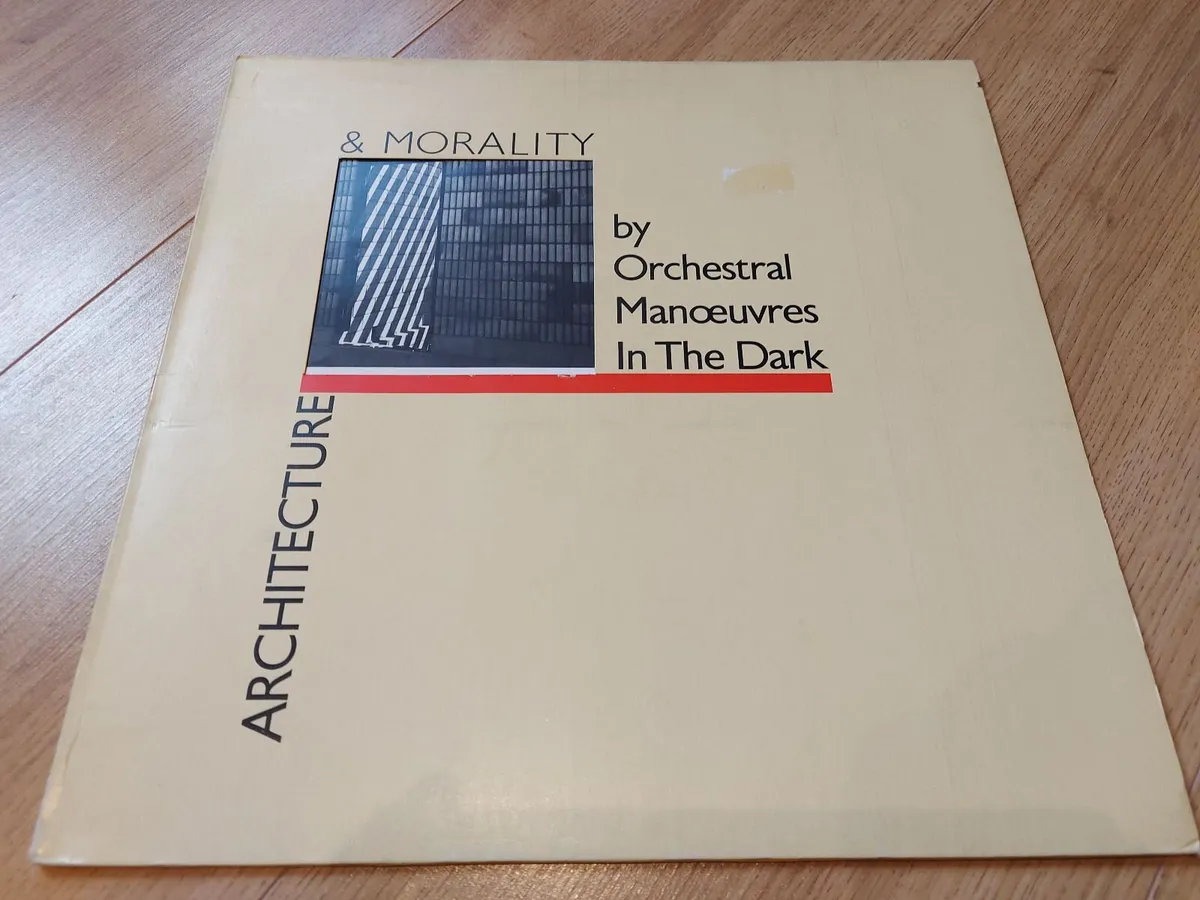 ARCHITECTURE
& MORALITY
by
Orchestral
Manœuvres
In The Dark